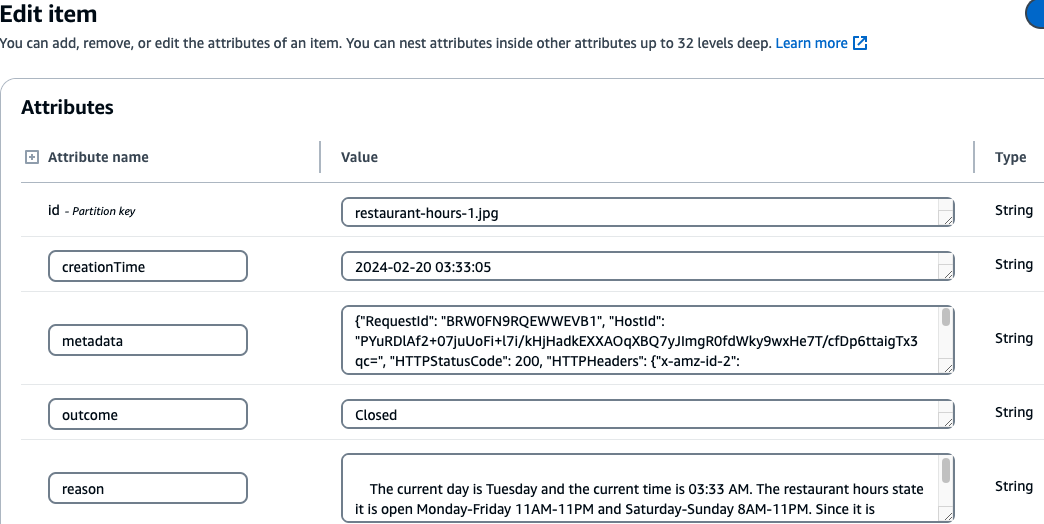 Edit item
You can add, remove, or edit the attributes of an item. You can nest attributes inside other attributes up to 32 levels deep. Learn more
Attributes
Attribute name Value Type
id - Partition key restaurant-hours-1.jpg String
creationTime 2024-02-20 03:33:05 String
{"RequestId": "BRW0FN9RQEWWEVB1", "HostId":
metadata "PYuRDlAf2+07juUoFi+l7i/kHjHadkEXXAOqXBQ7yJImgR0fdWky9wxHe7T/cfDp6ttaigTx3 String
qc=", "HTTPStatusCode": 200, "HTTPHeaders": {"x-amz-id-2":
outcome Closed String
reason The current day is Tuesday and the current time is 03:33 AM. The restaurant hours state String
it is open Monday-Friday 11AM-11PM and Saturday-Sunday 8AM-11PM. Since it is